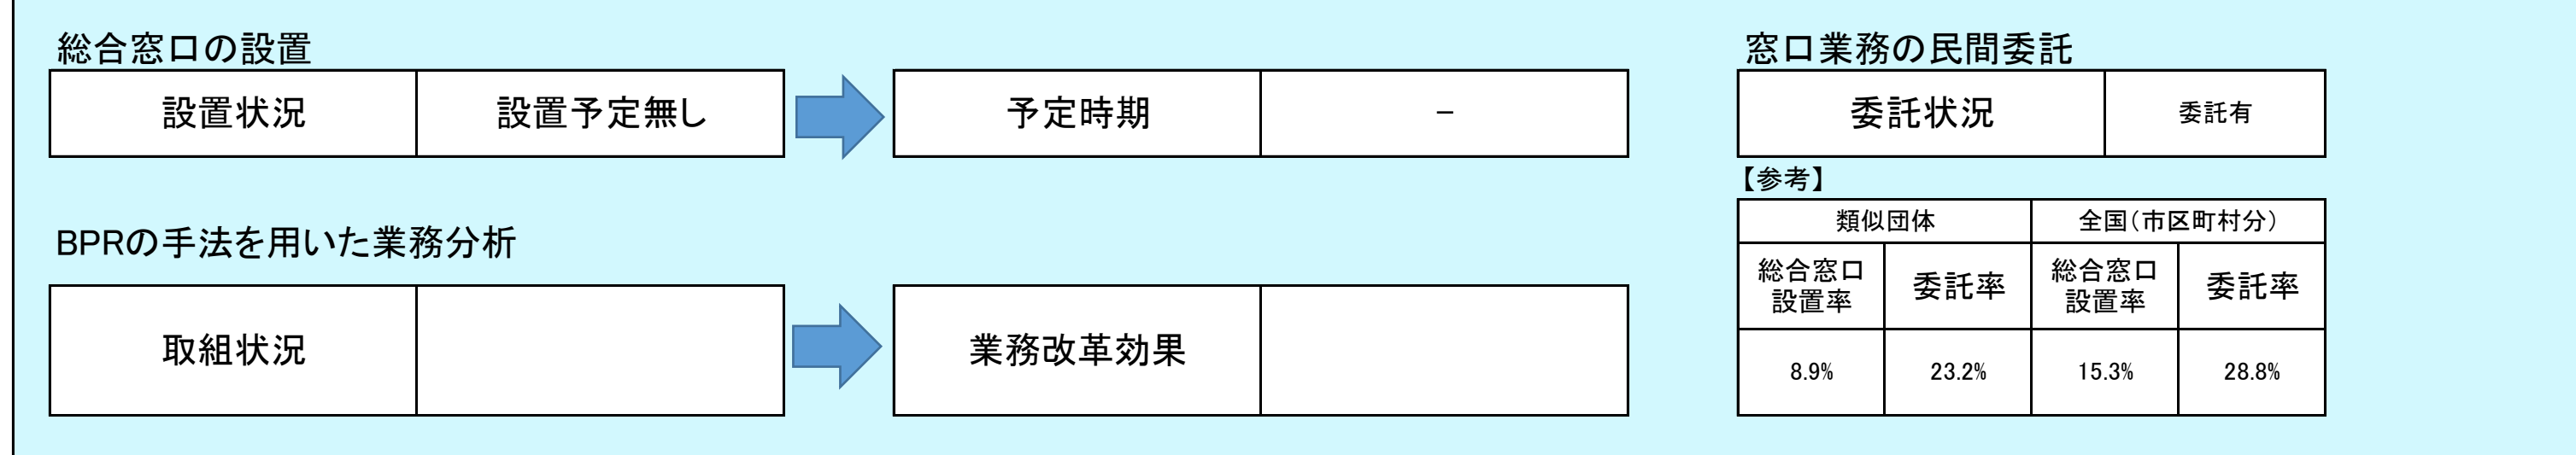 総合窓口の設置
設置状況
設置予定無し
予定時期
－
BPRの手法を用いた業務分析
取組状況
業務改革効果
窓口業務の民間委託
委託状況
委託有
【参考】
類似団体
全国（市区町村分）
総合窓口
設置率
委託率
総合窓口
設置率
委託率
8.9%
23.2%
15.3%
28.8%